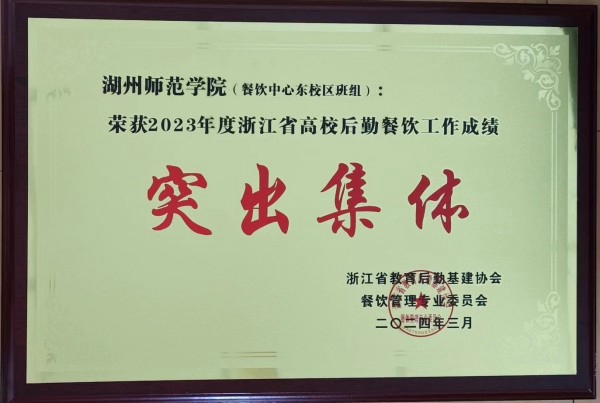 湖州师范学院（餐饮中心东校区班组）：
荣获2023年度浙江省高校后勤餐饮工作成绩
突出集体
浙江省教育后勤基建协会
餐饮管理专业委员会
二〇二四年三月